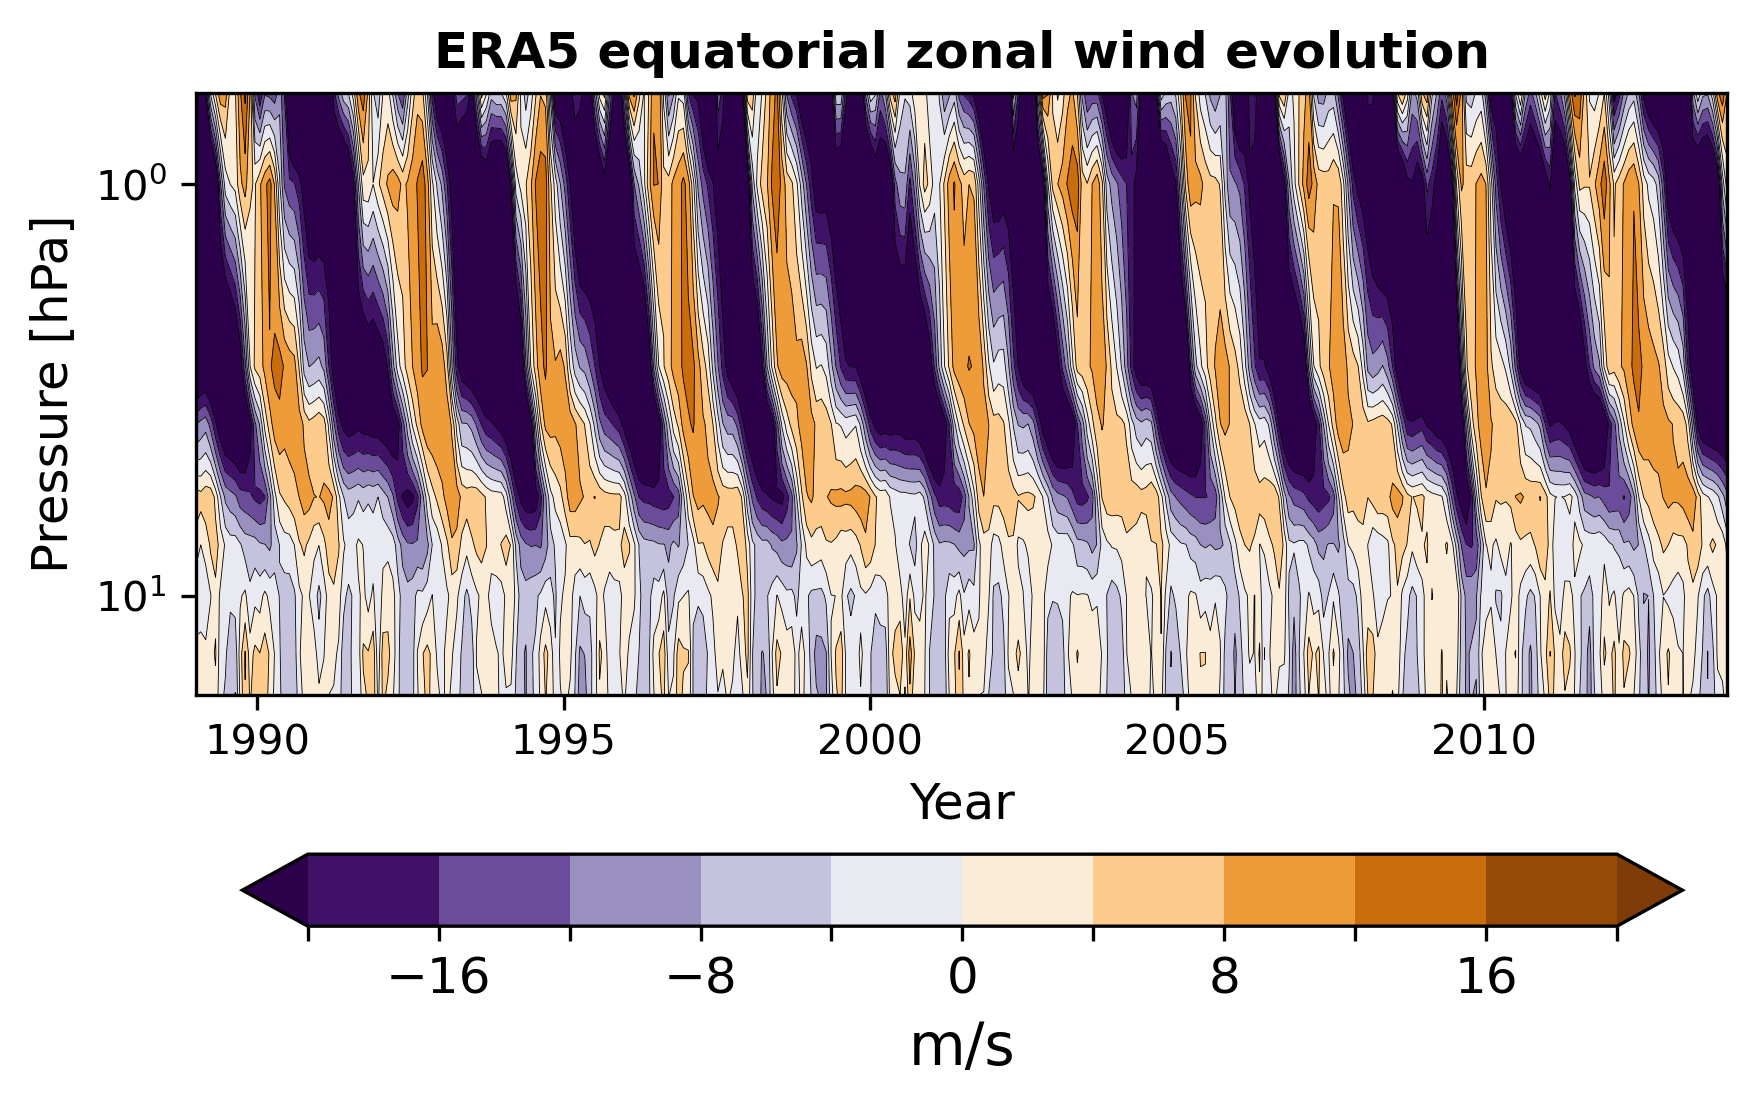 ERA5 equatorial zonal wind evolution
Pressure [hPa]
10⁰
10¹
1990 1995 2000 2005 2010
Year
−16 −8 0 8 16
m/s